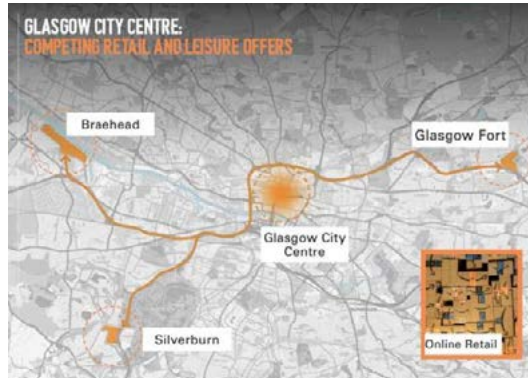 GLASGOW CITY CENTRE:
COMPETING RETAIL AND LEISURE OFFERS
Braehead
Glasgow Fort
Glasgow City
Centre
Silverburn
Online Retail